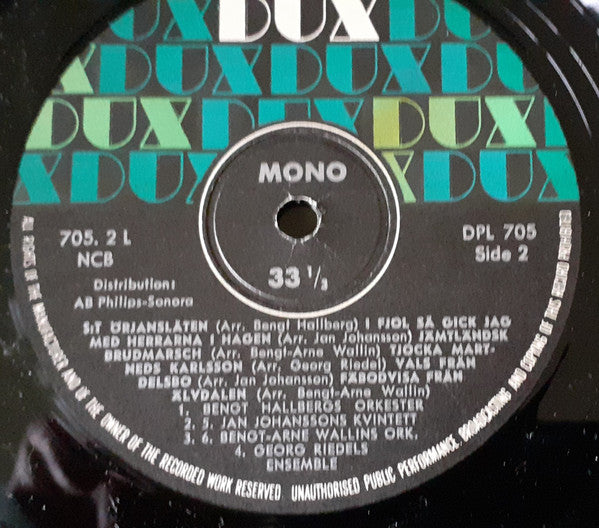 DUX
DUX DUX DUX
DUX DUX DUX
XDUX XDUX
MONO
705. 2 L
NCB
DPL 705
Side 2
Distribution:
AB Philips-Sonora
33 1/3
S:T ÖRJANSLÅTEN (Arr. Bengt Hallberg) I FJOL SÅ GICK JAG
MED HERRARNA I HAGEN (Arr. Jan Johansson) JÄMTLÄNDSK
BRUDMARSCH (Arr. Bengt-Arne Wallin) TJOCKA MART-
NEDS KARLSSON (Arr. Georg Riedel) VALS FRÅN
DELSBO (Arr. Jan Johansson) FÄBODVISA FRÅN
ÄLVDALEN (Arr. Bengt-Arne Wallin)
1. BENGT HALLBERGS ORKESTER
2. 5. JAN JOHANSSONS KVINTETT
3. 6. BENGT-ARNE WALLINS ORK.
4. GEORG RIEDELS
ENSEMBLE
ALL RIGHTS OF THE MANUFACTURER AND OF THE OWNER OF THE RECORDED WORK RESERVED UNAUTHORISED PUBLIC PERFORMANCE, BROADCASTING AND COPYING OF THIS RECORD PROHIBITED